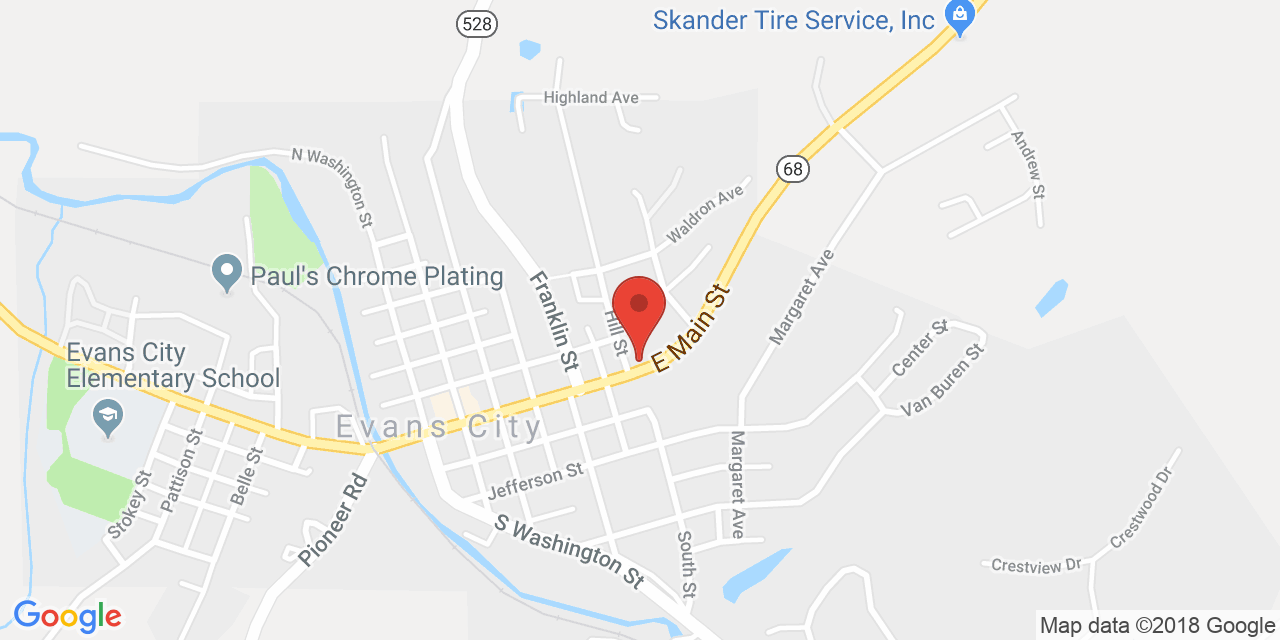 528
Skander Tire Service, Inc
Highland Ave
N Washington St
68
Andrew St
Waldron Ave
Paul's Chrome Plating
Franklin St
Hill St
E Main St
Margaret Ave
Evans City
Elementary School
Center St
Van Buren St
Evans City
Pattison St
Belle St
Stokey St
Jefferson St
Margaret Ave
Pioneer Rd
S Washington St
South St
Crestwood Dr
Crestview Dr
Google
Map data ©2018 Google